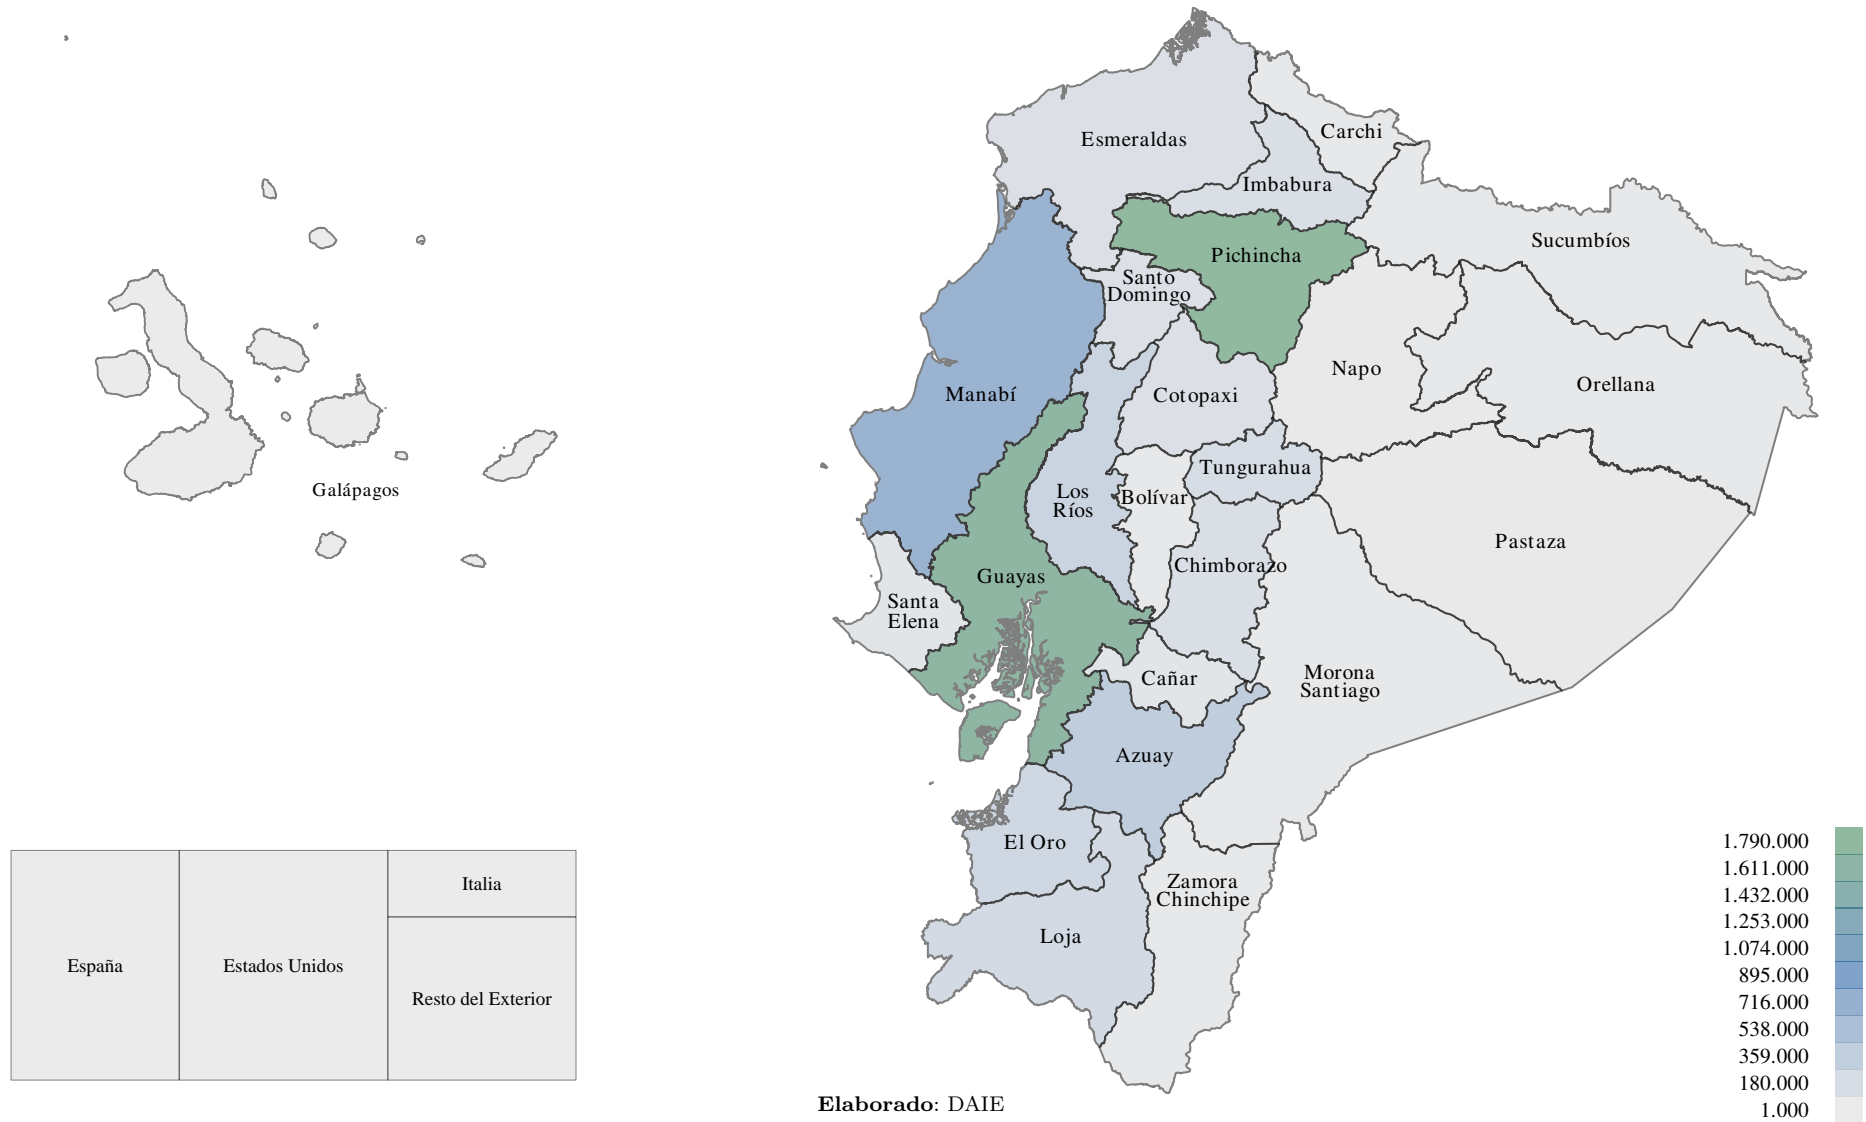 Carchi
Esmeraldas
Imbabura
Sucumbíos
Pichincha
Santo
Domingo
Napo
Orellana
Manabí
Cotopaxi
Tungurahua
Galápagos
Los
Ríos
Bolívar
Pastaza
Chimborazo
Guayas
Santa
Elena
Cañar
Morona
Santiago
Azuay
El Oro
Zamora
Chinchipe
Loja
Italia
España
Estados Unidos
Resto del Exterior
1.790.000
1.611.000
1.432.000
1.253.000
1.074.000
895.000
716.000
538.000
359.000
180.000
1.000
Elaborado: DAIE